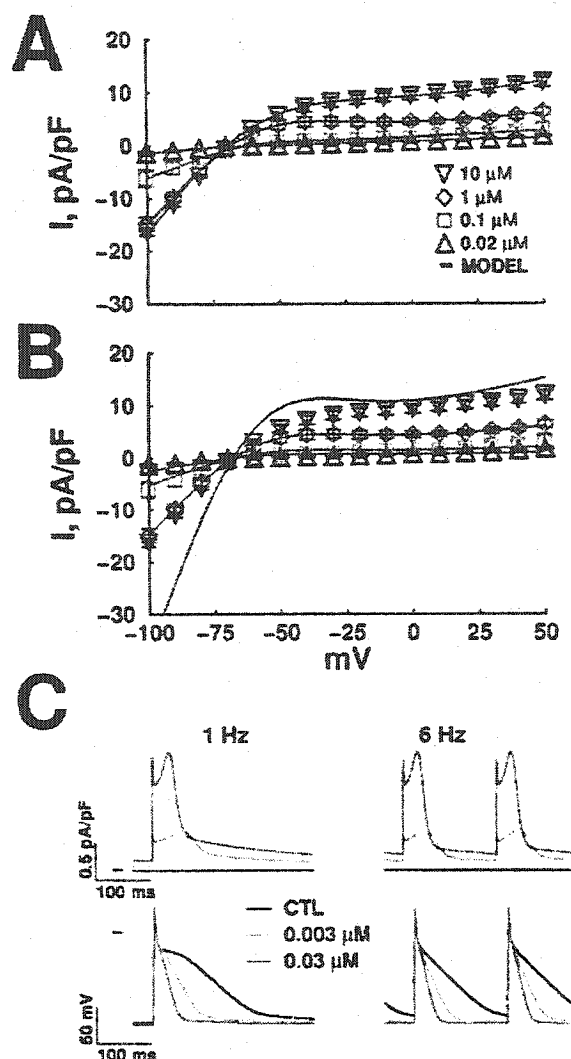 A
20
10
0
-10
-20
-30
I, pA/pF
10 μM
1 μM
0.1 μM
0.02 μM
MODEL
B
20
10
0
-10
-20
-30
I, pA/pF
-100 -75 -50 -25 0 25 50
mV
C
1 Hz 6 Hz
0.5 pA/pF
100 ms
CTL
0.003 μM
0.03 μM
60 mV
100 ms